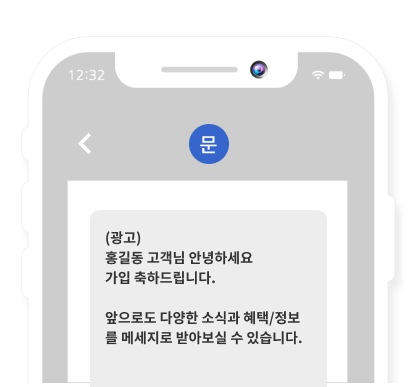 12:32
문
(광고)
홍길동 고객님 안녕하세요
가입 축하드립니다.
앞으로도 다양한 소식과 혜택/정보
를 메세지로 받아보실 수 있습니다.